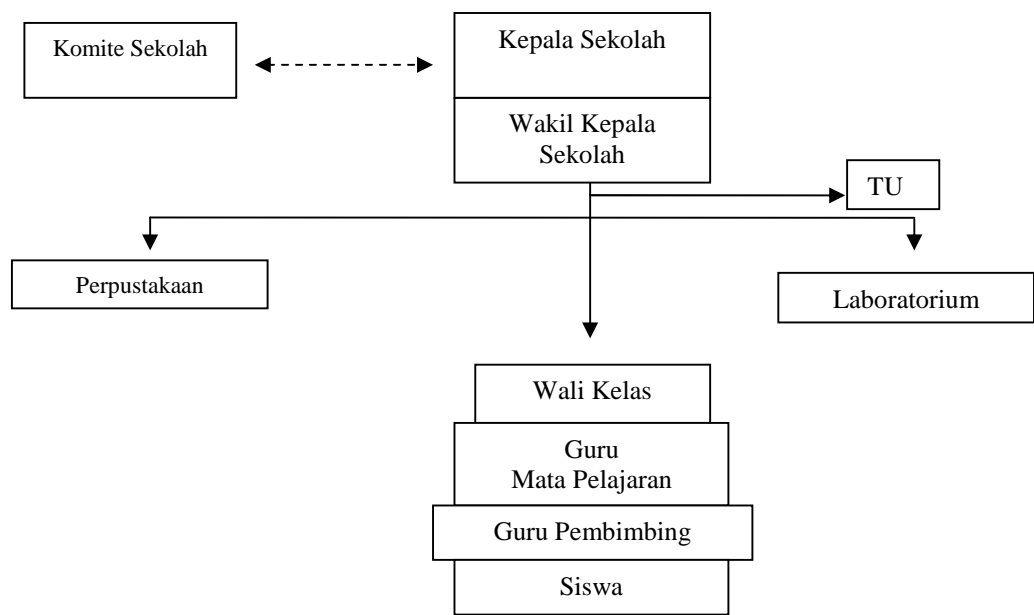 Komite Sekolah
Kepala Sekolah
Wakil Kepala
Sekolah
TU
Perpustakaan
Laboratorium
Wali Kelas
Guru
Mata Pelajaran
Guru Pembimbing
Siswa